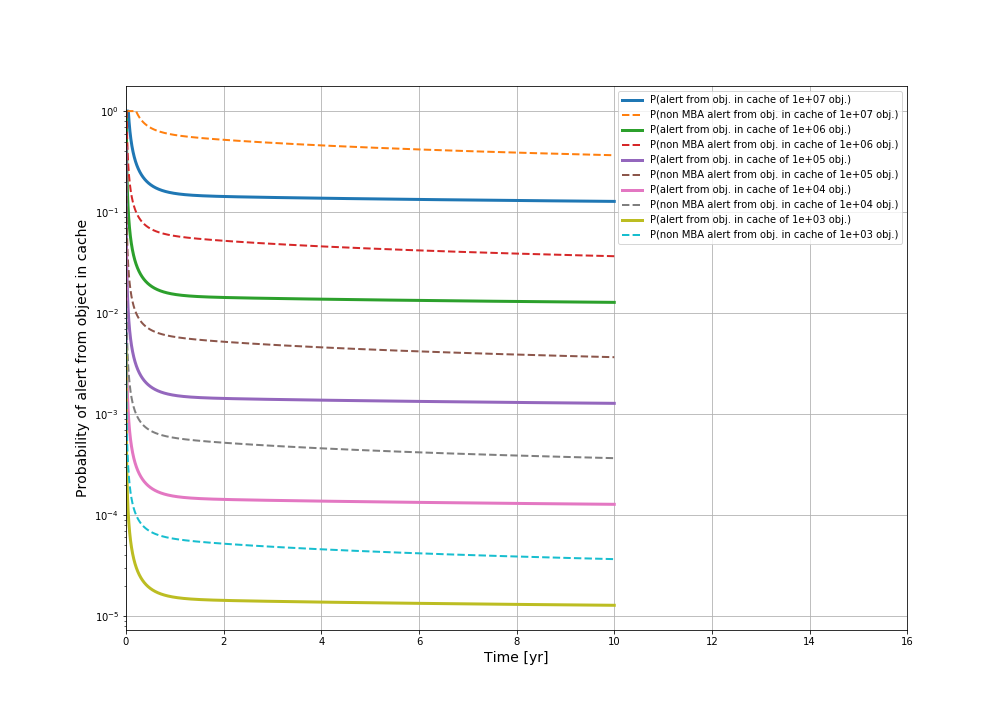 P(alert from obj. in cache of 1e+07 obj.)
P(non MBA alert from obj. in cache of 1e+07 obj.)
P(alert from obj. in cache of 1e+06 obj.)
P(non MBA alert from obj. in cache of 1e+06 obj.)
P(alert from obj. in cache of 1e+05 obj.)
P(non MBA alert from obj. in cache of 1e+05 obj.)
P(alert from obj. in cache of 1e+04 obj.)
P(non MBA alert from obj. in cache of 1e+04 obj.)
P(alert from obj. in cache of 1e+03 obj.)
P(non MBA alert from obj. in cache of 1e+03 obj.)
Probability of alert from object in cache
10⁰
10⁻¹
10⁻²
10⁻³
10⁻⁴
10⁻⁵
0 2 4 6 8 10 12 14 16
Time [yr]